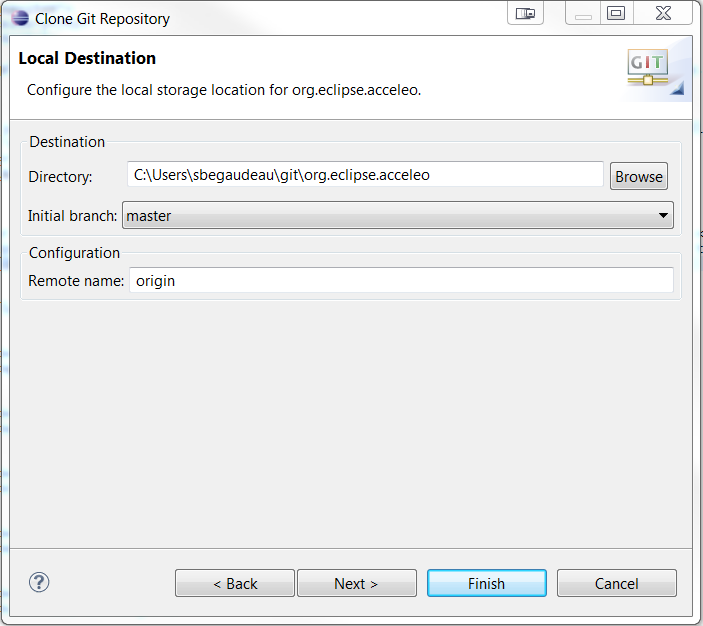 Clone Git Repository
Local Destination
Configure the local storage location for org.eclipse.acceleo.
GIT
Destination
Directory: C:\Users\sbegaudeau\git\org.eclipse.acceleo Browse
Initial branch: master
Configuration
Remote name: origin
? < Back Next > Finish Cancel